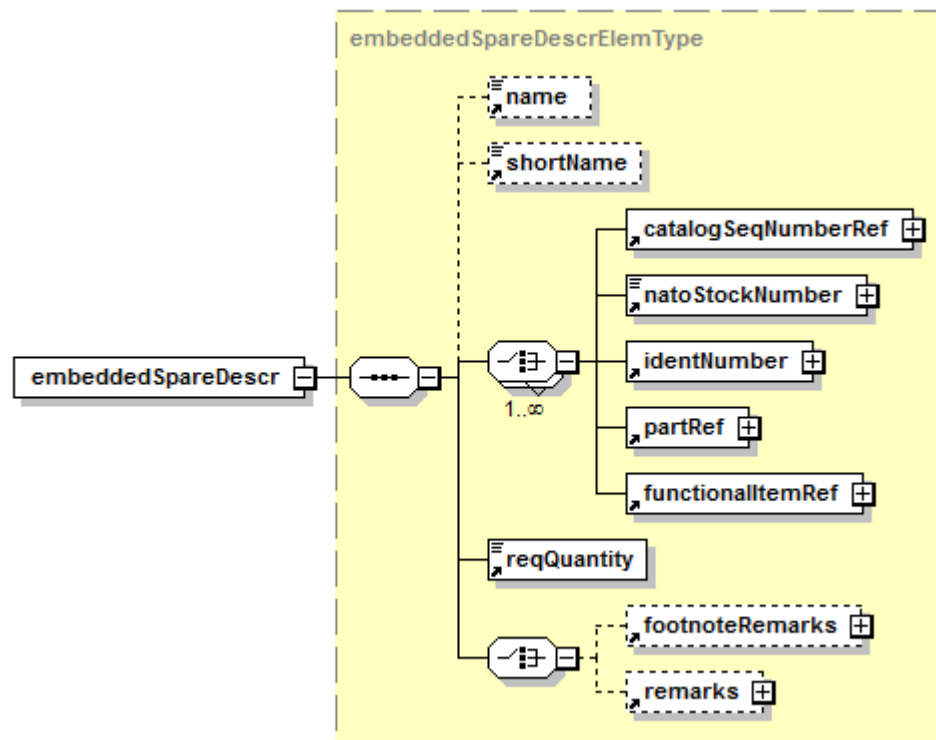 embeddedSpareDescrElemType
name
shortName
catalogSeqNumberRef
natoStockNumber
identNumber
embeddedSpareDescr
1..∞
partRef
functionalItemRef
reqQuantity
footnoteRemarks
remarks